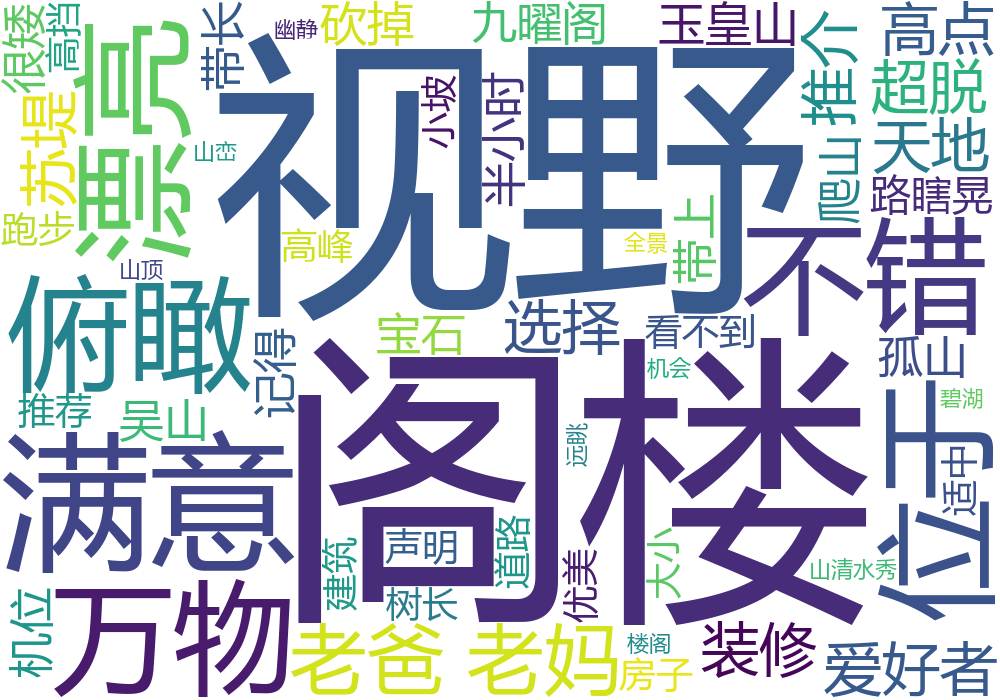 很矮
高挡
漂亮
带长
幽静
砍掉
九曜阁
玉皇山
推介
高点
超脱
天地
路瞎晃
爬山
苏堤
跑步
山峦
视野
小坡
半小时
高峰
全景
带上
不错
山顶
俯瞰
记得
宝石
选择
看不到
机会
孤山
碧湖
推荐
吴山
满意
阁楼
远眺
位于
适中
声明
树长
建筑
道路
优美
大小
山清水秀
机位
万物
老爸
老妈
楼阁
房子
装修
爱好者